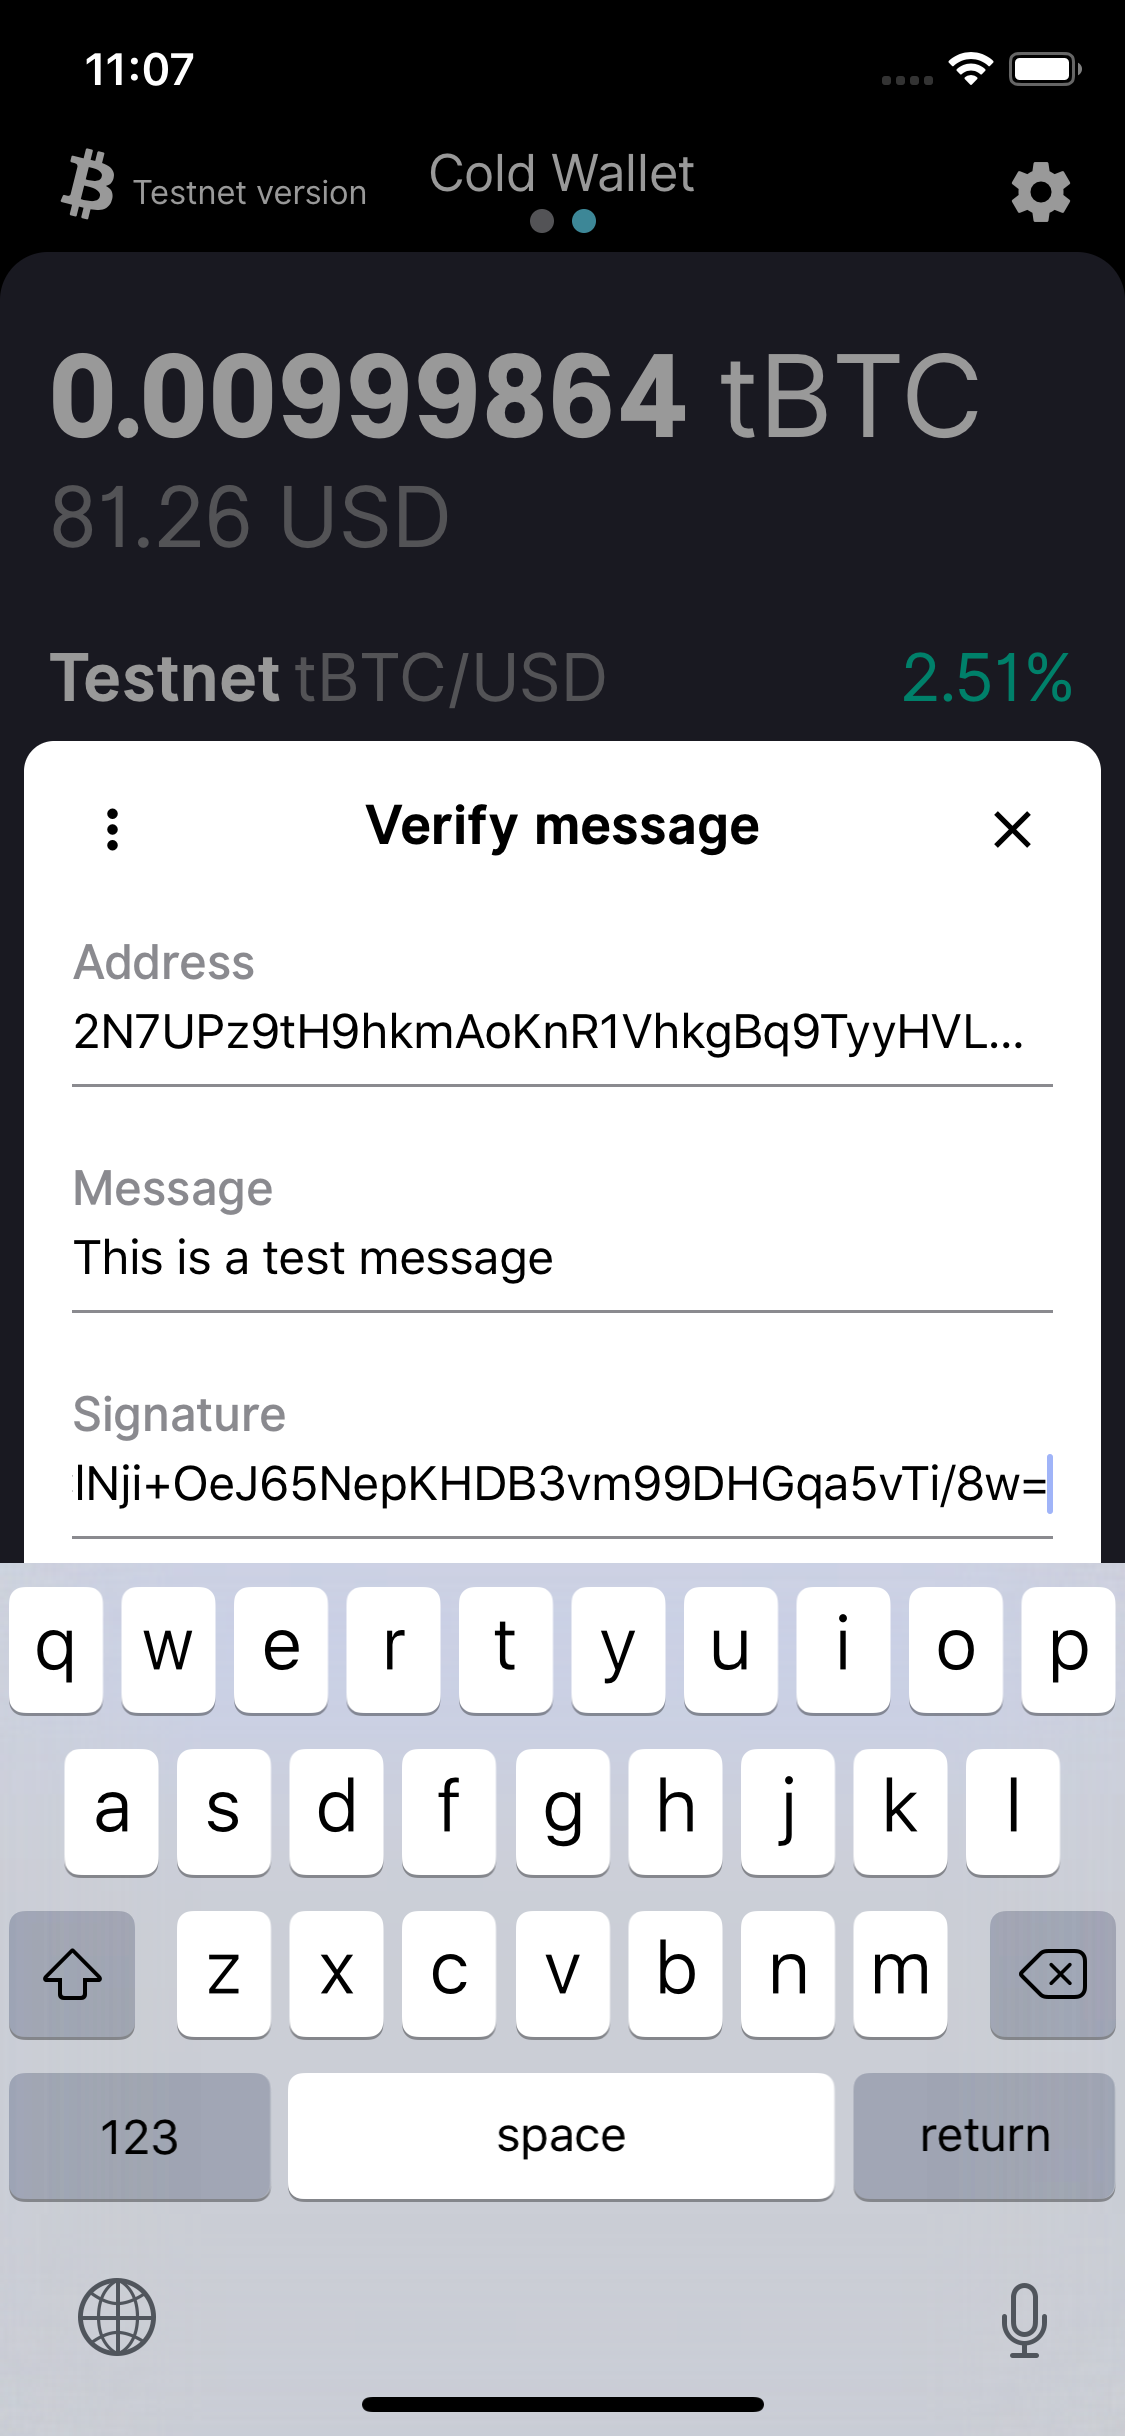 11:07
Testnet version
Cold Wallet
0.00999864 tBTC
81.26 USD
Testnet tBTC/USD 2.51%
Verify message
Address
2N7UPz9tH9hkmAoKnR1VhkgBq9TyyHVL...
Message
This is a test message
Signature
lNji+OeJ65NepKHDB3vm99DHGqa5vTi/8w=
q w e r t y u i o p
a s d f g h j k l
z x c v b n m
123 space return